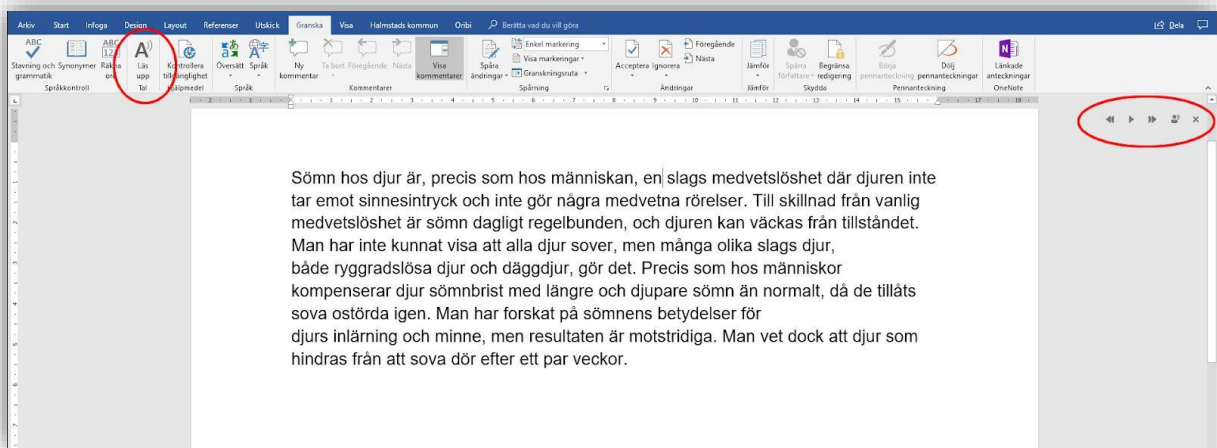 Arkiv Start Infoga Design Layout Referenser Utskick Granska Visa Halmstads kommun Oribi Berätta vad du vill göra Dela
ABC ABC 123 A
Stavning och grammatik Synonymer Räkna ord Läs upp Kontrollera tillgänglighet Översätt Språk Ny kommentar Ta bort Föregående Nästa Visa kommentarer Spåra ändringar Enkel markering Visa markeringar Granskningsruta Acceptera Ignorera Föregående Nästa Jämför Spärra författare Begränsa redigering Börja pennanteckning Dölj pennanteckningar Länkade anteckningar
Språkkontroll Tal Hjälpmedel Språk Kommentarer Spårning Ändringar Jämför Skydda Pennanteckning OneNote
Sömn hos djur är, precis som hos människan, en slags medvetslöshet där djuren inte
tar emot sinnesintryck och inte gör några medvetna rörelser. Till skillnad från vanlig
medvetslöshet är sömn dagligt regelbunden, och djuren kan väckas från tillståndet.
Man har inte kunnat visa att alla djur sover, men många olika slags djur,
både ryggradslösa djur och däggdjur, gör det. Precis som hos människor
kompenserar djur sömnbrist med längre och djupare sömn än normalt, då de tillåts
sova ostörda igen. Man har forskat på sömnens betydelser för
djurs inlärning och minne, men resultaten är motstridiga. Man vet dock att djur som
hindras från att sova dör efter ett par veckor.